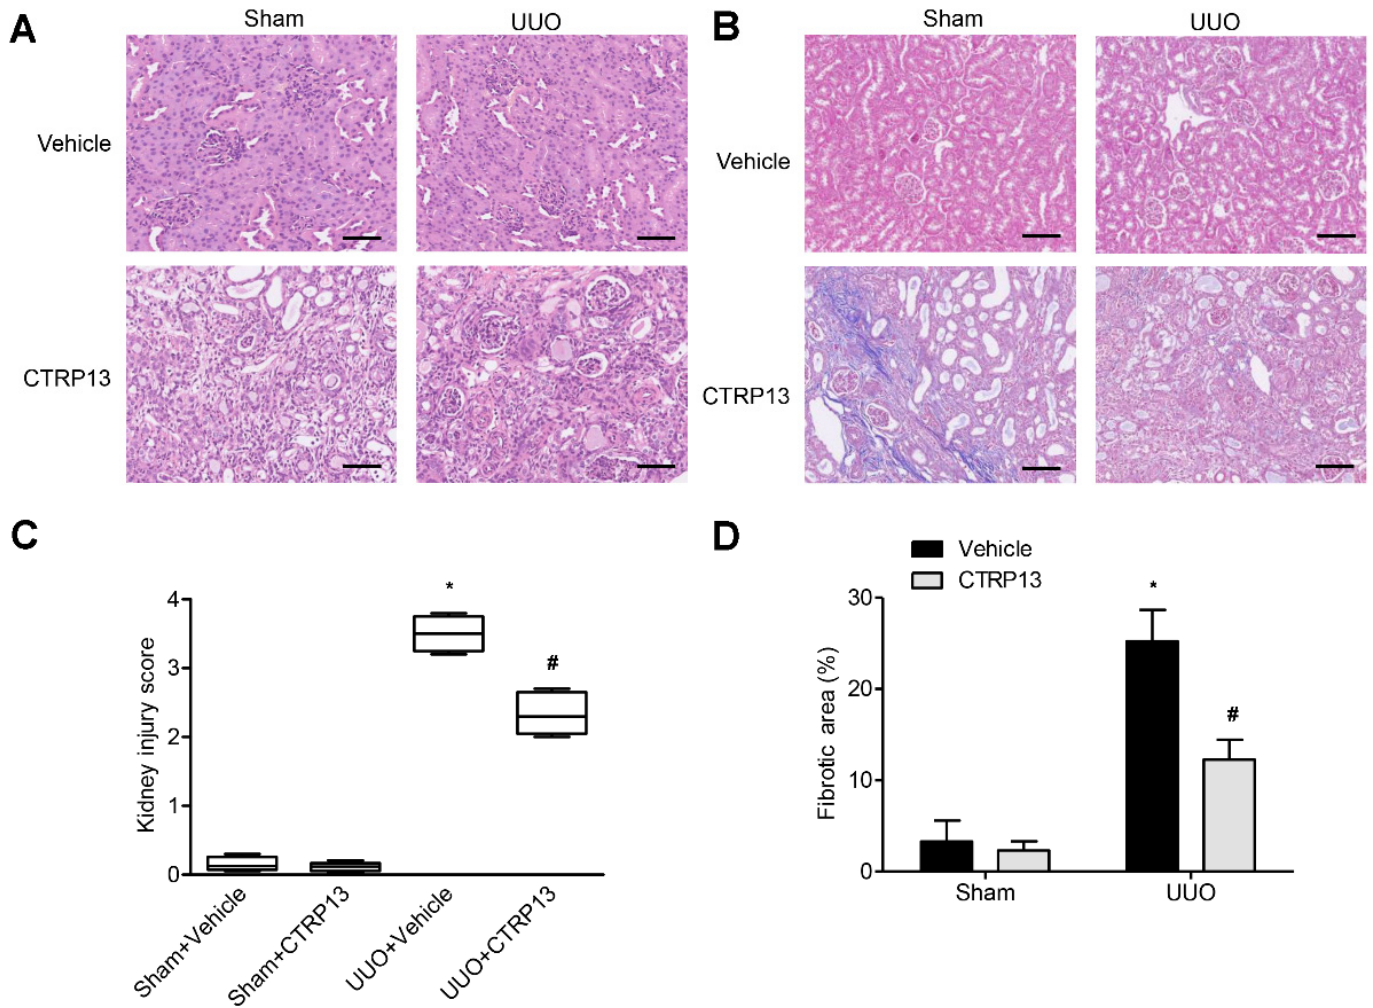 A
Sham
UUO
Vehicle
CTRP13
B
Sham
UUO
Vehicle
CTRP13
C
Kidney injury score
4
3
2
1
0
*
#
Sham+Vehicle
Sham+CTRP13
UUO+Vehicle
UUO+CTRP13
D
Vehicle
CTRP13
Fibrotic area (%)
30
20
10
0
*
#
Sham
UUO